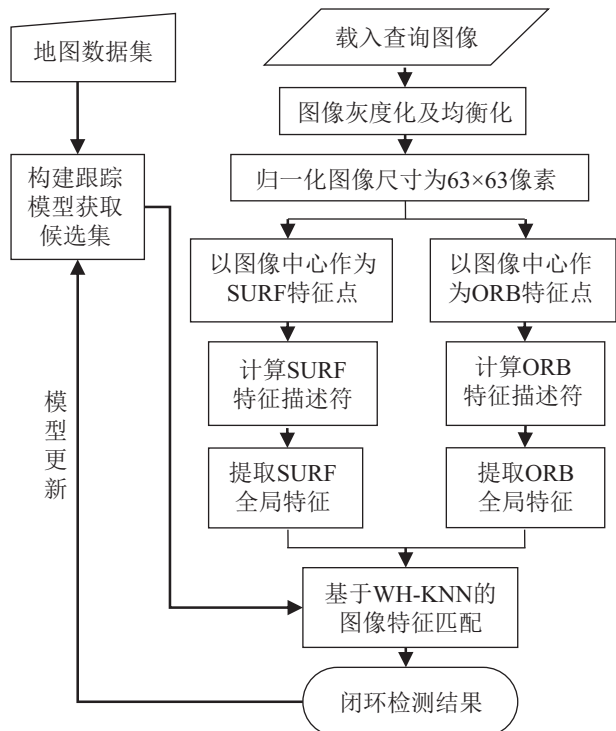 地图数据集
构建跟踪
模型获取
候选集
模型更新
载入查询图像
图像灰度化及均衡化
归一化图像尺寸为63×63像素
以图像中心作为
SURF特征点
计算SURF
特征描述符
提取SURF
全局特征
以图像中心作
为ORB特征点
计算ORB
特征描述符
提取ORB
全局特征
基于WH-KNN的
图像特征匹配
闭环检测结果